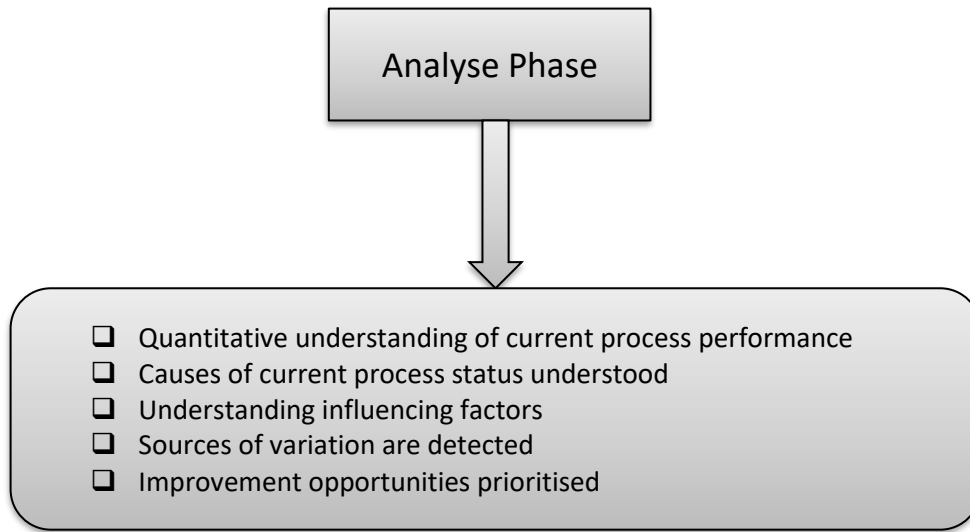 Analyse Phase
❑ Quantitative understanding of current process performance
❑ Causes of current process status understood
❑ Understanding influencing factors
❑ Sources of variation are detected
❑ Improvement opportunities prioritised